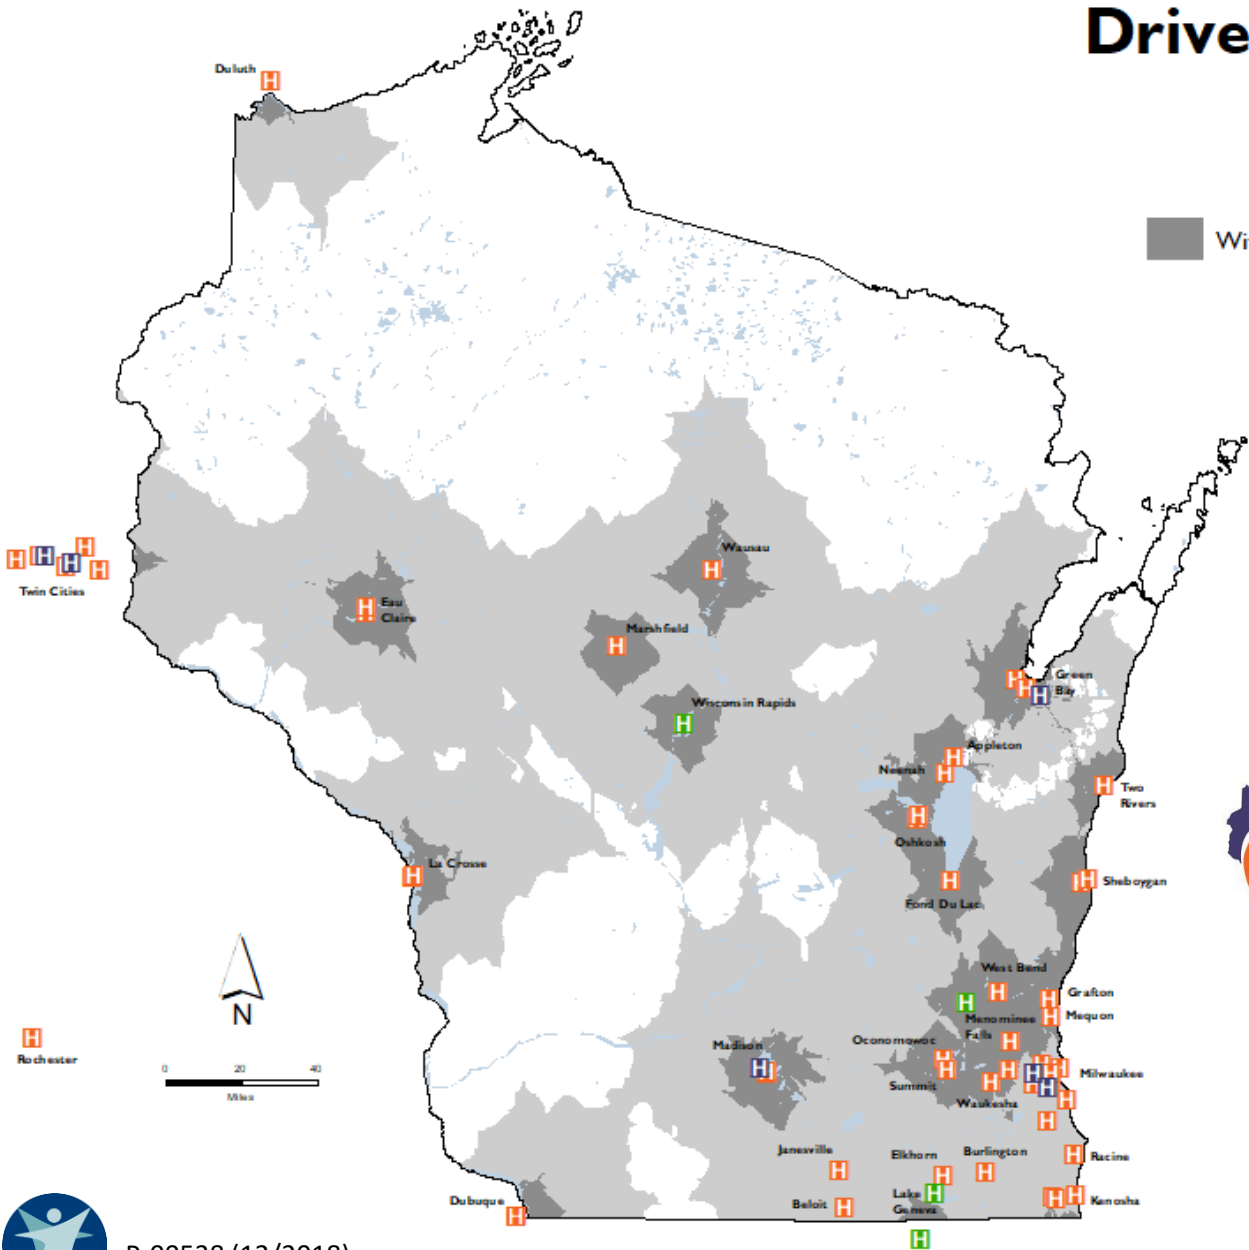 Drive
Duluth
Wi
Wausau
Twin Cities
Eau
Claire
Marshfield
Green
Bay
Wisconsin Rapids
Appleton
Neenah
Two
Rivers
Oshkosh
La Crosse
Sheboygan
Fond Du Lac
West Bend
Grafton
N
Menominee
Falls
Mequon
Rochester
Oconomowoc
Madison
0 20 40
Miles
Milwaukee
Summit
Waukesha
Janesville
Elkhorn
Burlington
Racine
Dubuque
Beloit
Lake
Geneva
Kenosha